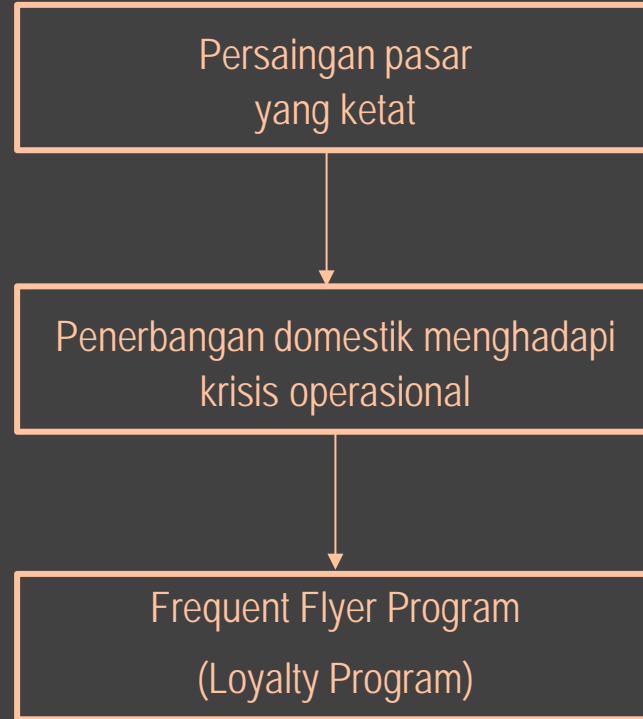 Persaingan pasar
yang ketat
Penerbangan domestik menghadapi
krisis operasional
Frequent Flyer Program
(Loyalty Program)